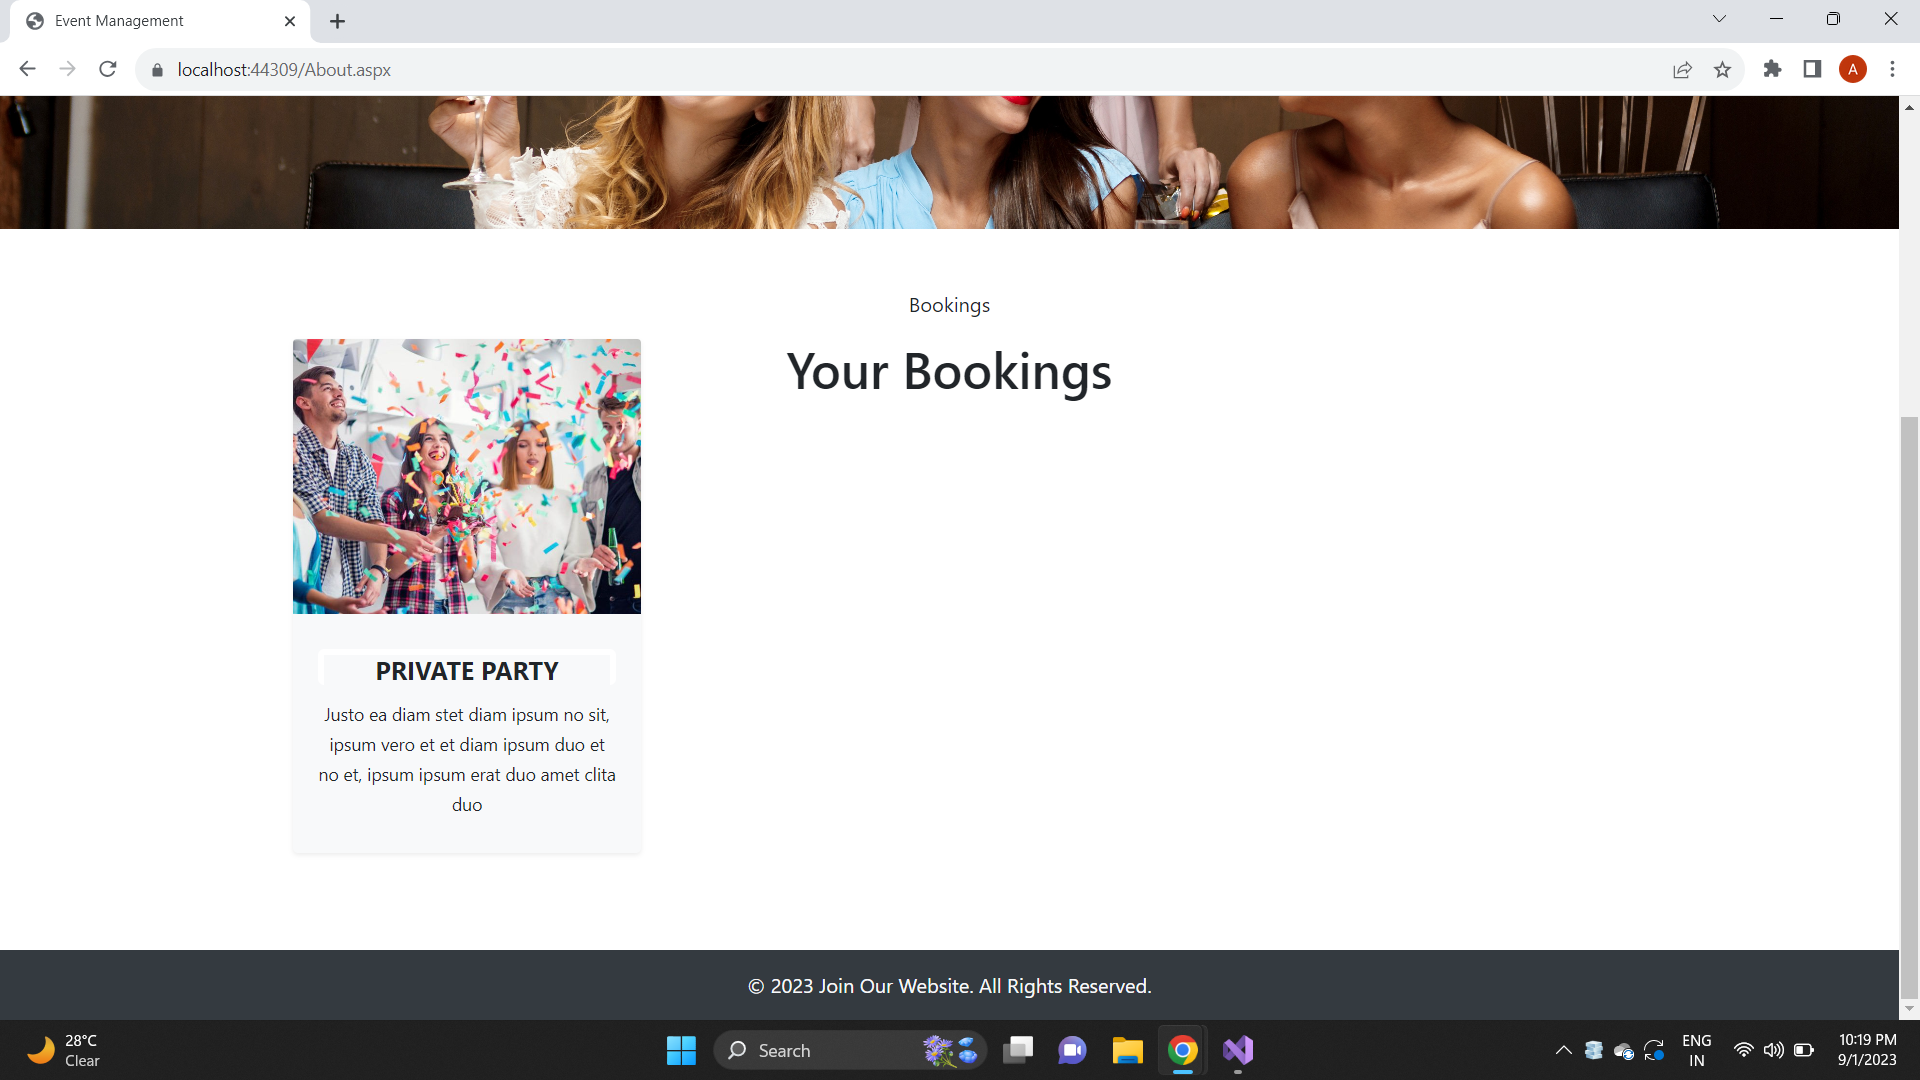 Event Management
localhost:44309/About.aspx
A
Bookings
Your Bookings
PRIVATE PARTY
Justo ea diam stet diam ipsum no sit,
ipsum vero et et diam ipsum duo et
no et, ipsum ipsum erat duo amet clita
duo
© 2023 Join Our Website. All Rights Reserved.
28°C
Clear
Search
ENG
IN
10:19 PM
9/1/2023